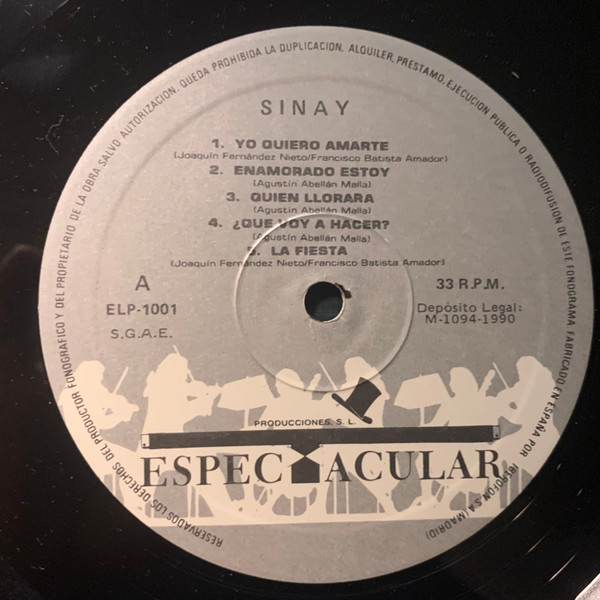 RESERVADOS LOS DERECHOS DEL PRODUCTOR FONOGRAFICO Y DEL PROPIETARIO DE LA OBRA. SALVO AUTORIZACION, QUEDA PROHIBIDA LA DUPLICACION, ALQUILER, PRESTAMO, EJECUCION PUBLICA O RADIODIFUSION DE ESTE FONOGRAMA FABRICADO EN ESPAÑA POR IBEROFON S.A (MADRID)
SINAY
1. YO QUIERO AMARTE
(Joaquín Fernández Nieto/Francisco Batista Amador)
2. ENAMORADO ESTOY
(Agustín Abellán Malla)
3. QUIEN LLORARA
(Agustín Abellán Malla)
4. ¿QUE VOY A HACER?
(Agustín Abellán Malla)
5. LA FIESTA
(Joaquín Fernández Nieto/Francisco Batista Amador)
A
ELP-1001
S.G.A.E.
33 R.P.M.
Depósito Legal:
M-1094-1990
PRODUCCIONES, S. L.
ESPECTACULAR